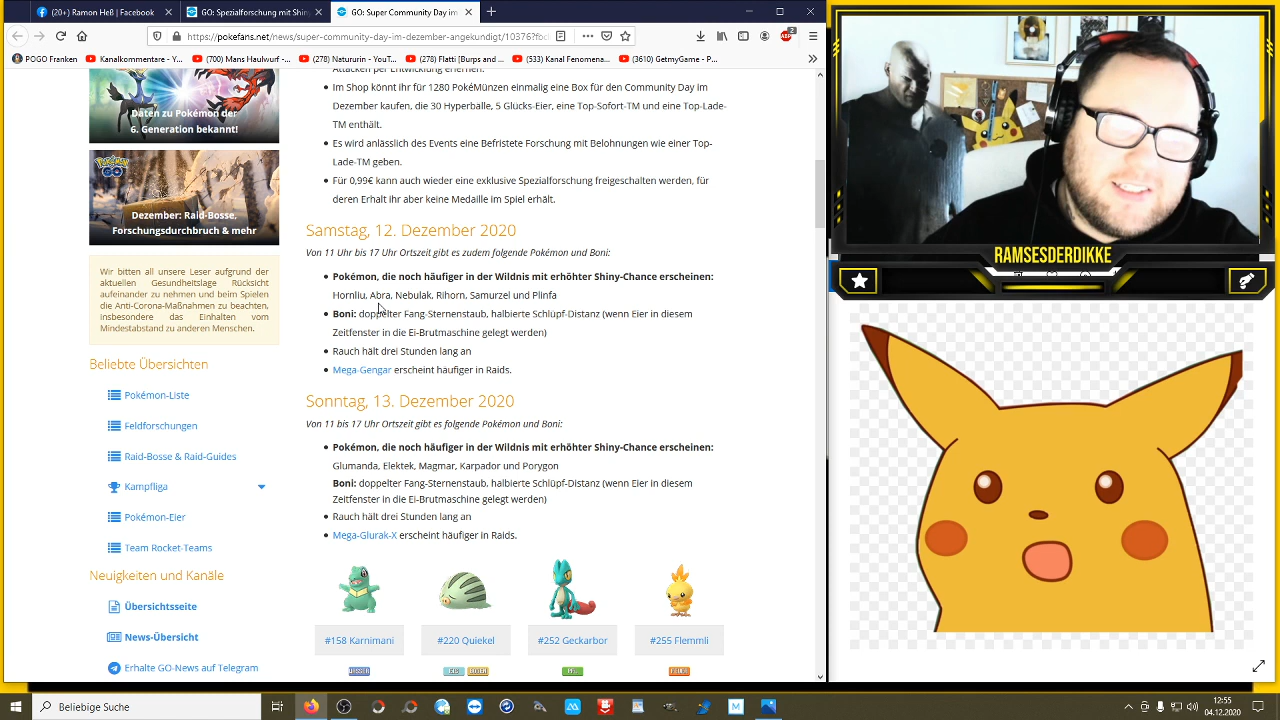 (20+) Ramon Heß | Facebook
GO: Spezialforschung mit Shin
GO: Super Community Day im
https://pokefans.net/news/super-community-day-im-dezember-angekundigt/10376?fb
POGO Franken
Kanalkommentare - Y...
(700) Mans Haulwurf -...
(278) Natururin - YouT...
(278) Flatti [Burps and ...
(533) Kanal Fenomena...
(3610) GetmyGame - P...
Daten zu Pokémon der
6. Generation bekannt!
POKÉMON
GO
Dezember: Raid-Bosse,
Forschungsdurchbruch & mehr
Wir bitten all unsere Leser aufgrund der
aktuellen Gesundheitslage Rücksicht
aufeinander zu nehmen und beim Spielen
die Anti-Corona-Maßnahmen zu beachten,
insbesondere das Einhalten vom
Mindestabstand zu anderen Menschen.
Beliebte Übersichten
Pokémon-Liste
Feldforschungen
Raid-Bosse & Raid-Guides
Kampfliga
Pokémon-Eier
Team Rocket-Teams
Neuigkeiten und Kanäle
Übersichtsseite
News-Übersicht
Erhalte GO-News auf Telegram
Attacken per Entwicklung erlernen.
Im Shop könnt ihr für 1280 PokéMünzen einmalig eine Box für den Community Day im
Dezember kaufen, die 30 Hyperbälle, 5 Glücks-Eier, eine Top-Sofort-TM und eine Top-Lade-
TM enthält.
Es wird anlässlich des Events eine Befristete Forschung mit Belohnungen wie einer Top-
Lade-TM geben.
Für 0,99€ kann auch wieder eine exklusive Spezialforschung freigeschalten werden, für
deren Erhalt ihr aber keine Medaille im Spiel erhält.
Samstag, 12. Dezember 2020
Von 11 Uhr bis 17 Uhr Ortszeit gibt es zudem folgende Pokémon und Boni:
Pokémon, die noch häufiger in der Wildnis mit erhöhter Shiny-Chance erscheinen:
Hornliu, Abra, Nebulak, Rihorn, Samurzel und Plinfa
Boni: doppelter Fang-Sternenstaub, halbierte Schlüpf-Distanz (wenn Eier in diesem
Zeitfenster in die Ei-Brutmaschine gelegt werden)
Rauch hält drei Stunden lang an
Mega-Gengar erscheint häufiger in Raids.
Sonntag, 13. Dezember 2020
Von 11 bis 17 Uhr Ortszeit gibt es folgende Pokémon und Boni:
Pokémon, die noch häufiger in der Wildnis mit erhöhter Shiny-Chance erscheinen:
Glumanda, Elektek, Magmar, Karpador und Porygon
Boni: doppelter Fang-Sternenstaub, halbierte Schlüpf-Distanz (wenn Eier in diesem
Zeitfenster in die Ei-Brutmaschine gelegt werden)
Rauch hält drei Stunden lang an
Mega-Glurak-X erscheint häufiger in Raids.
#158 Karnimani
#220 Quiekel
#252 Geckarbor
#255 Flemmli
RAMSESDERDIKKE
Beliebige Suche
12:55
04.12.2020